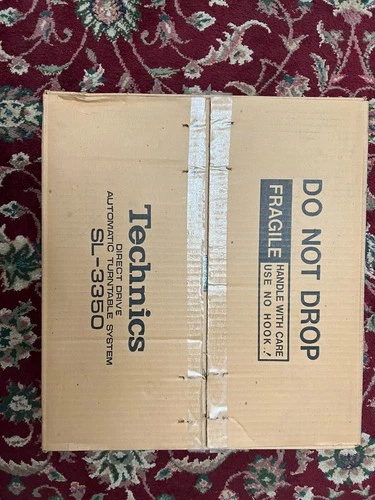 DO NOT DROP
FRAGILE
HANDLE WITH CARE
USE NO HOOK.!
Technics
DIRECT DRIVE
AUTOMATIC TURNTABLE SYSTEM
SL-3350